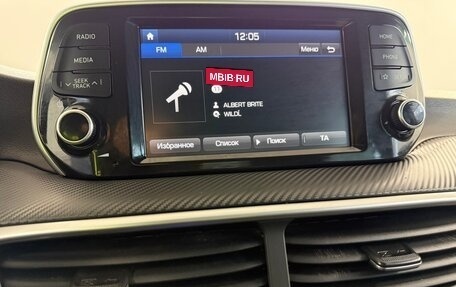 12:05
FM AM Меню
RADIO
MEDIA
SEEK
TRACK
HOME
PHONE
MBIB.RU
ALBERT BRITE
WILDL
Избранное Список Поиск TA